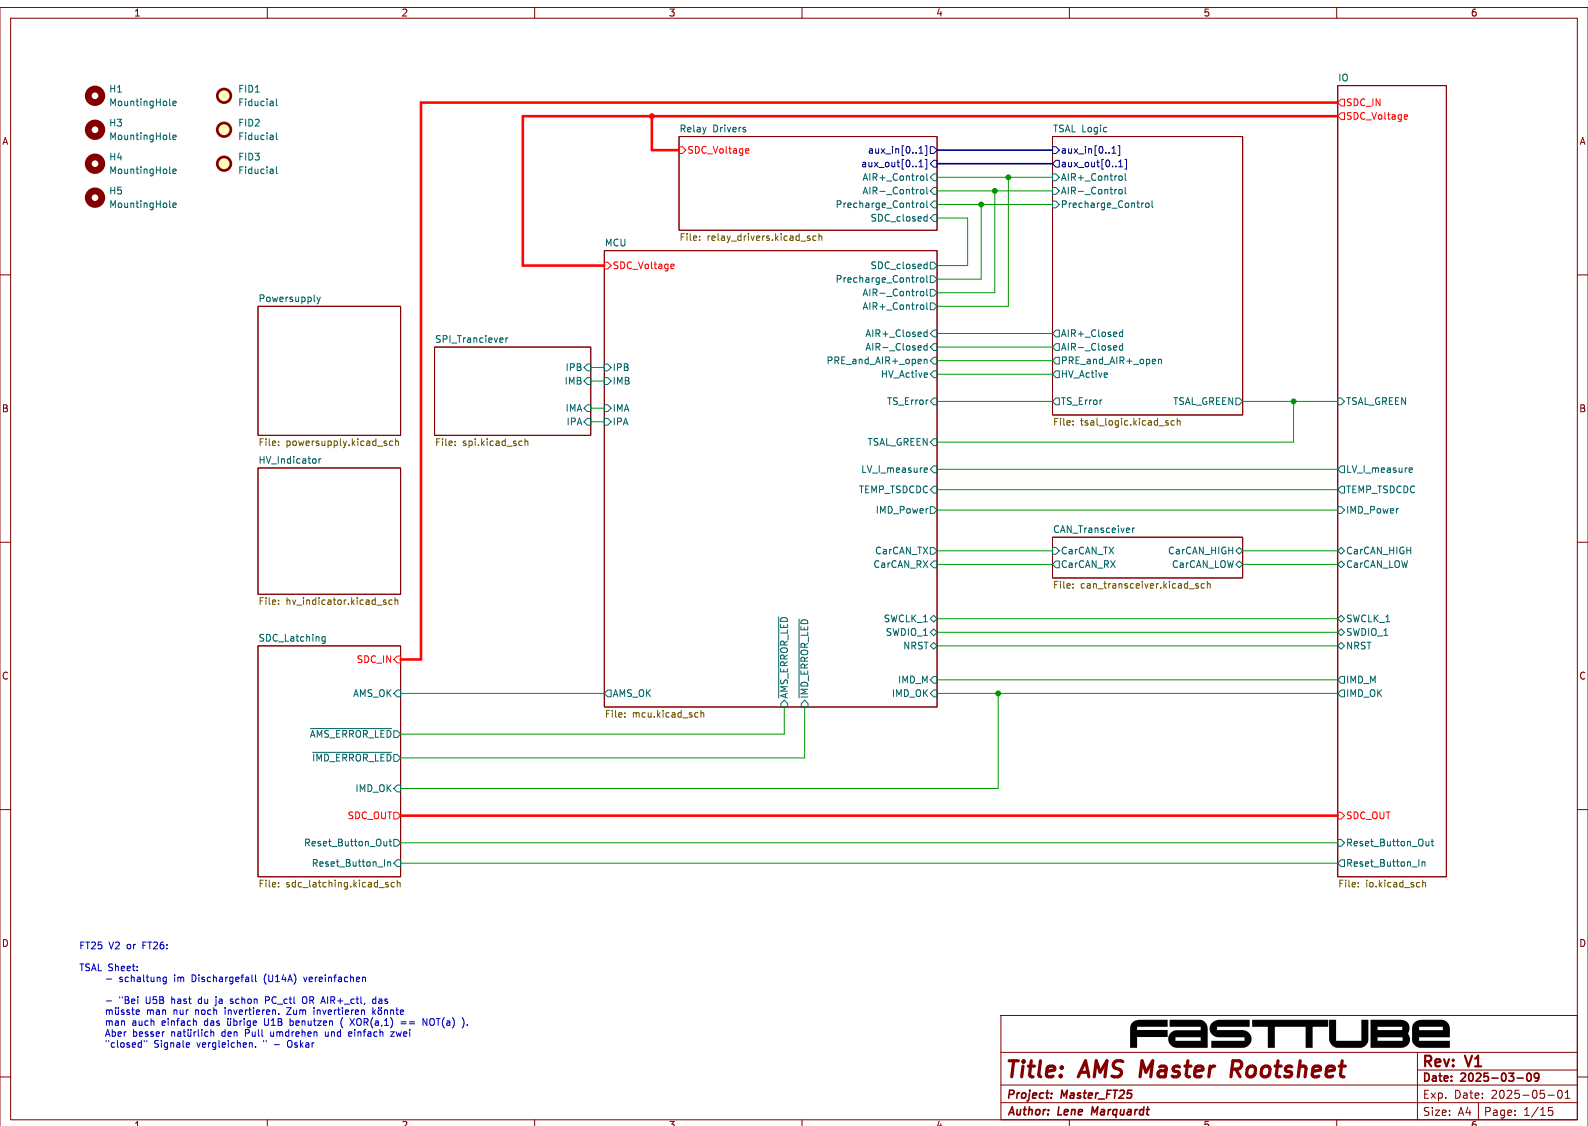 1 2 3 4 5 6
A A
B B
C C
D D
H1
MountingHole
H3
MountingHole
H4
MountingHole
H5
MountingHole
FID1
Fiducial
FID2
Fiducial
FID3
Fiducial
Relay Drivers
SDC_Voltage
aux_in[0..1]
aux_out[0..1]
AIR+_Control
AIR-_Control
Precharge_Control
SDC_closed
File: relay_drivers.kicad_sch
TSAL Logic
aux_in[0..1]
aux_out[0..1]
AIR+_Control
AIR-_Control
Precharge_Control
AIR+_Closed
AIR-_Closed
PRE_and_AIR+_open
HV_Active
TS_Error
TSAL_GREEN
File: tsal_logic.kicad_sch
IO
SDC_IN
SDC_Voltage
TSAL_GREEN
LV_I_measure
TEMP_TSDCDC
IMD_Power
CarCAN_HIGH
CarCAN_LOW
SWCLK_1
SWDIO_1
NRST
IMD_M
IMD_OK
SDC_OUT
Reset_Button_Out
Reset_Button_In
File: io.kicad_sch
MCU
SDC_Voltage
SDC_closed
Precharge_Control
AIR-_Control
AIR+_Control
AIR+_Closed
AIR-_Closed
PRE_and_AIR+_open
HV_Active
TS_Error
TSAL_GREEN
LV_I_measure
TEMP_TSDCDC
IMD_Power
CarCAN_TX
CarCAN_RX
SWCLK_1
SWDIO_1
NRST
IMD_M
IMD_OK
IPB
IMB
IMA
IPA
AMS_OK
AMS_ERROR_LED
IMD_ERROR_LED
File: mcu.kicad_sch
Powersupply
File: powersupply.kicad_sch
SPI_Tranciever
IPB
IMB
IMA
IPA
File: spi.kicad_sch
HV_Indicator
File: hv_indicator.kicad_sch
CAN_Transceiver
CarCAN_TX
CarCAN_RX
CarCAN_HIGH
CarCAN_LOW
File: can_transceiver.kicad_sch
SDC_Latching
SDC_IN
AMS_OK
AMS_ERROR_LED
IMD_ERROR_LED
IMD_OK
SDC_OUT
Reset_Button_Out
Reset_Button_In
File: sdc_latching.kicad_sch
FT25 V2 or FT26:
TSAL Sheet:
- schaltung im Dischargefall (U14A) vereinfachen
- "Bei U5B hast du ja schon PC_ctl OR AIR+_ctl, das
müsste man nur noch invertieren. Zum invertieren könnte
man auch einfach das übrige U1B benutzen ( XOR(a,1) == NOT(a) ).
Aber besser natürlich den Pull umdrehen und einfach zwei
"closed" Signale vergleichen. " - Oskar
FASTTUBE
Title: AMS Master Rootsheet
Rev: V1
Date: 2025-03-09
Project: Master_FT25
Exp. Date: 2025-05-01
Author: Lene Marquardt
Size: A4 Page: 1/15
1 2 3 4 5 6